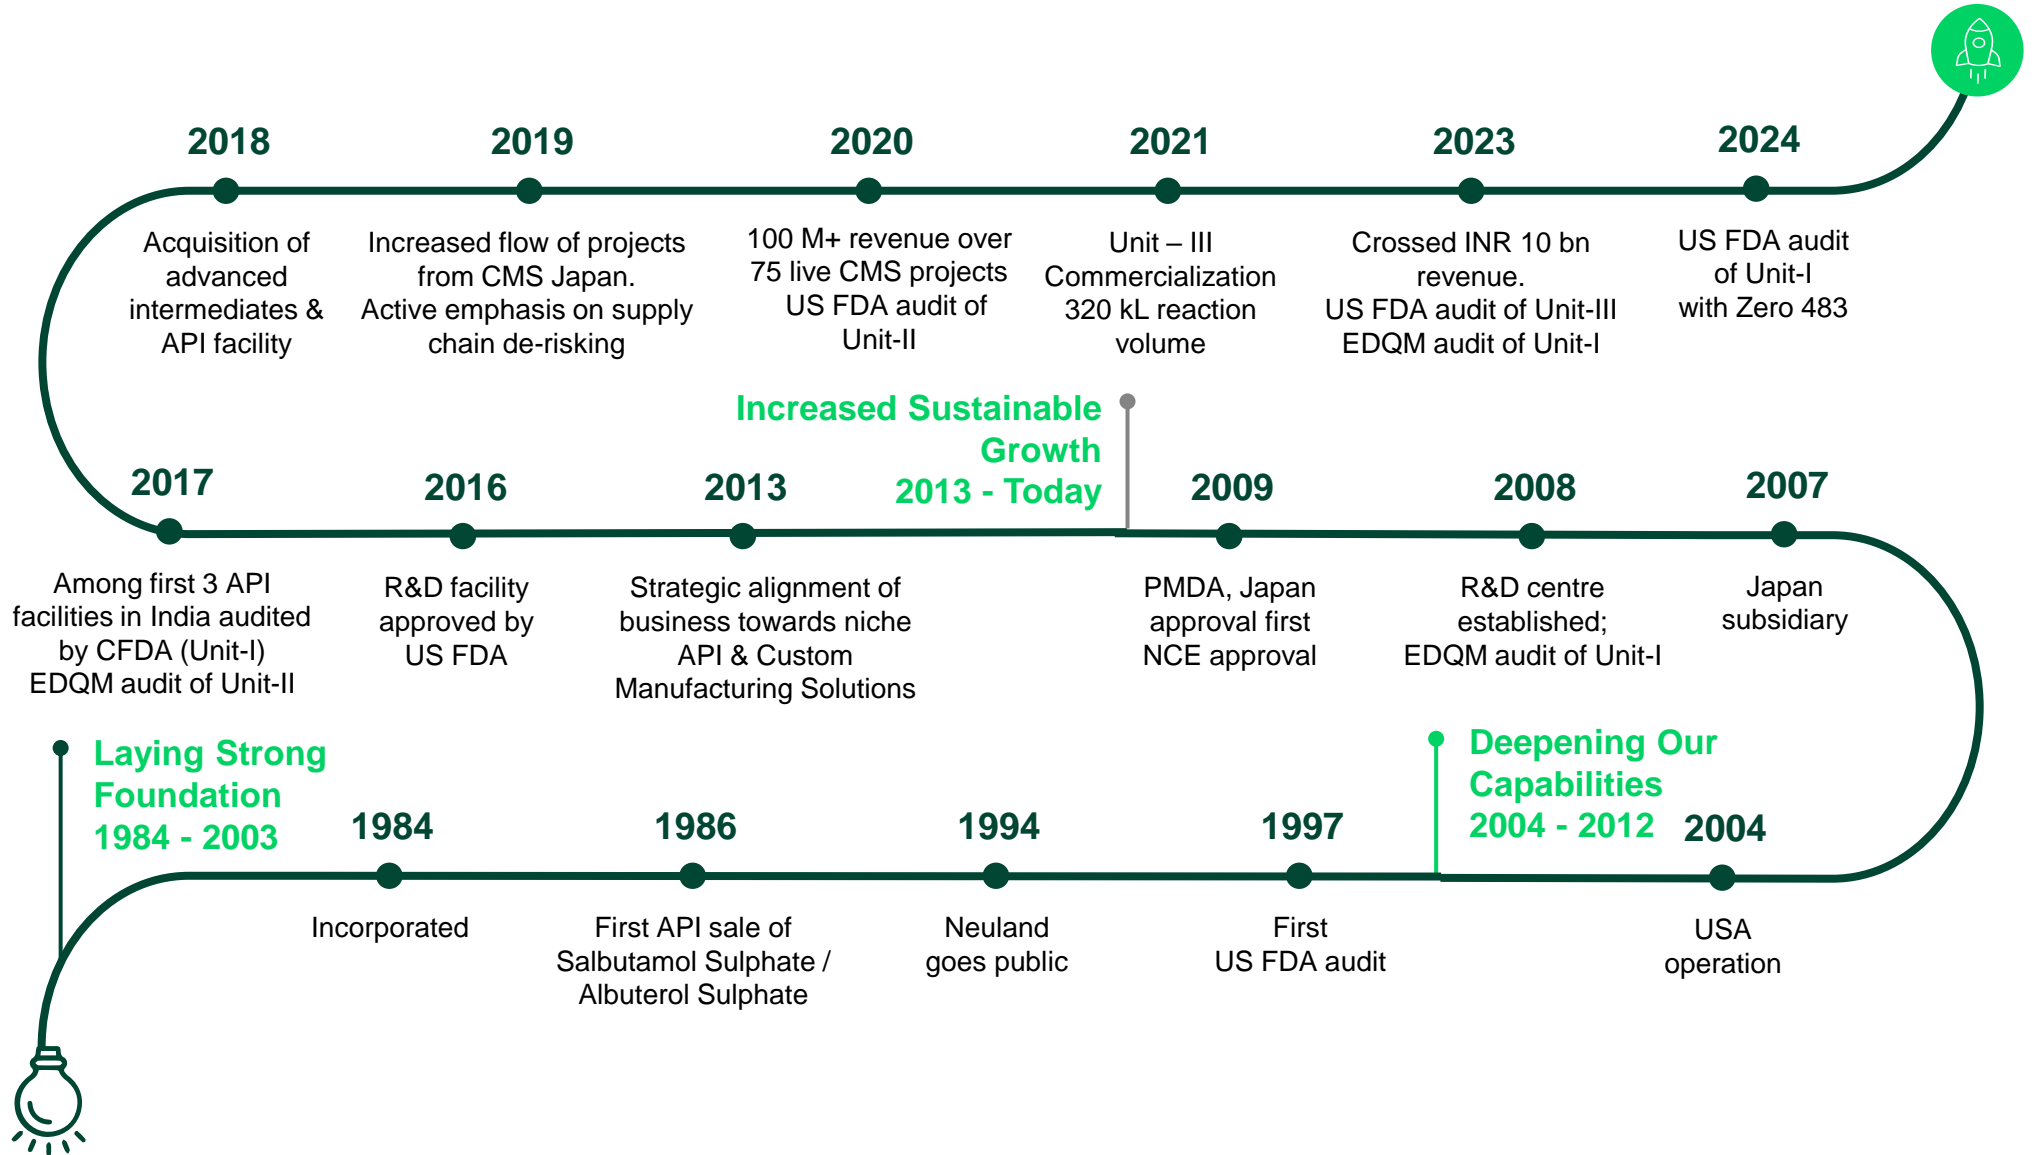 2018
Acquisition of
advanced
intermediates &
API facility
2019
Increased flow of projects
from CMS Japan.
Active emphasis on supply
chain de-risking
2020
100 M+ revenue over
75 live CMS projects
US FDA audit of
Unit-II
2021
Unit – III
Commercialization
320 kL reaction
volume
2023
Crossed INR 10 bn
revenue.
US FDA audit of Unit-III
EDQM audit of Unit-I
2024
US FDA audit
of Unit-I
with Zero 483
Increased Sustainable
Growth
2013 - Today
2017
Among first 3 API
facilities in India audited
by CFDA (Unit-I)
EDQM audit of Unit-II
2016
R&D facility
approved by
US FDA
2013
Strategic alignment of
business towards niche
API & Custom
Manufacturing Solutions
2009
PMDA, Japan
approval first
NCE approval
2008
R&D centre
established;
EDQM audit of Unit-I
2007
Japan
subsidiary
Laying Strong
Foundation
1984 - 2003
1984
Incorporated
1986
First API sale of
Salbutamol Sulphate /
Albuterol Sulphate
1994
Neuland
goes public
1997
First
US FDA audit
Deepening Our
Capabilities
2004 - 2012
2004
USA
operation